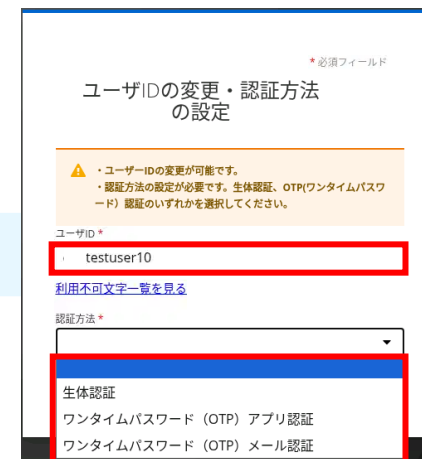 *必須フィールド
ユーザIDの変更・認証方法
の設定
・ユーザーIDの変更が可能です。
・認証方法の設定が必要です。生体認証、OTP(ワンタイムパスワ
ード）認証のいずれかを選択してください。
ユーザID *
testuser10
利用不可文字一覧を見る
認証方法 *
生体認証
ワンタイムパスワード（OTP）アプリ認証
ワンタイムパスワード（OTP）メール認証